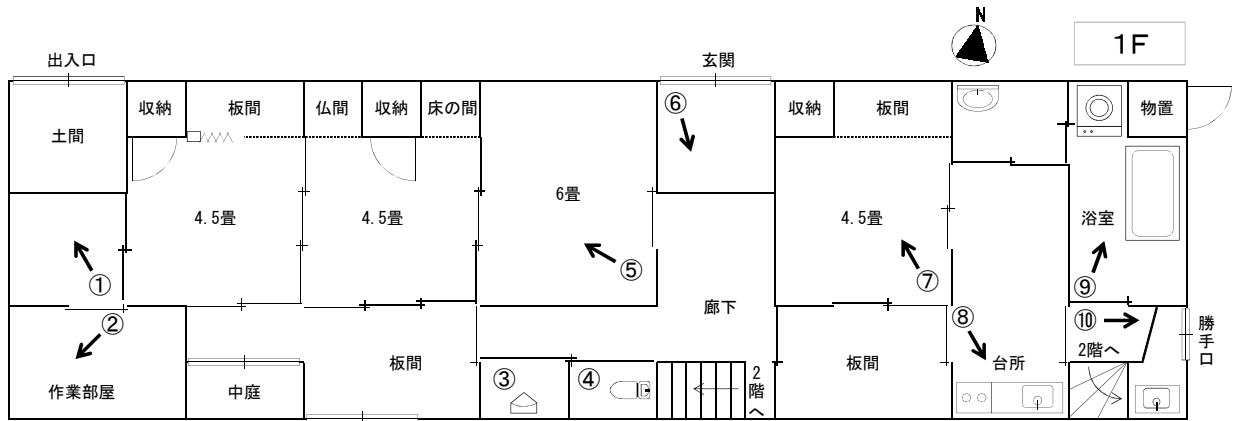 N
1F
出入口
玄関
収納
板間
仏間
収納
床の間
⑥
収納
板間
物置
土間
4.5畳
4.5畳
6畳
4.5畳
浴室
①
⑤
⑦
⑨
②
廊下
⑧
⑩
勝手口
2階へ
作業部屋
中庭
板間
③
④
2階へ
板間
台所